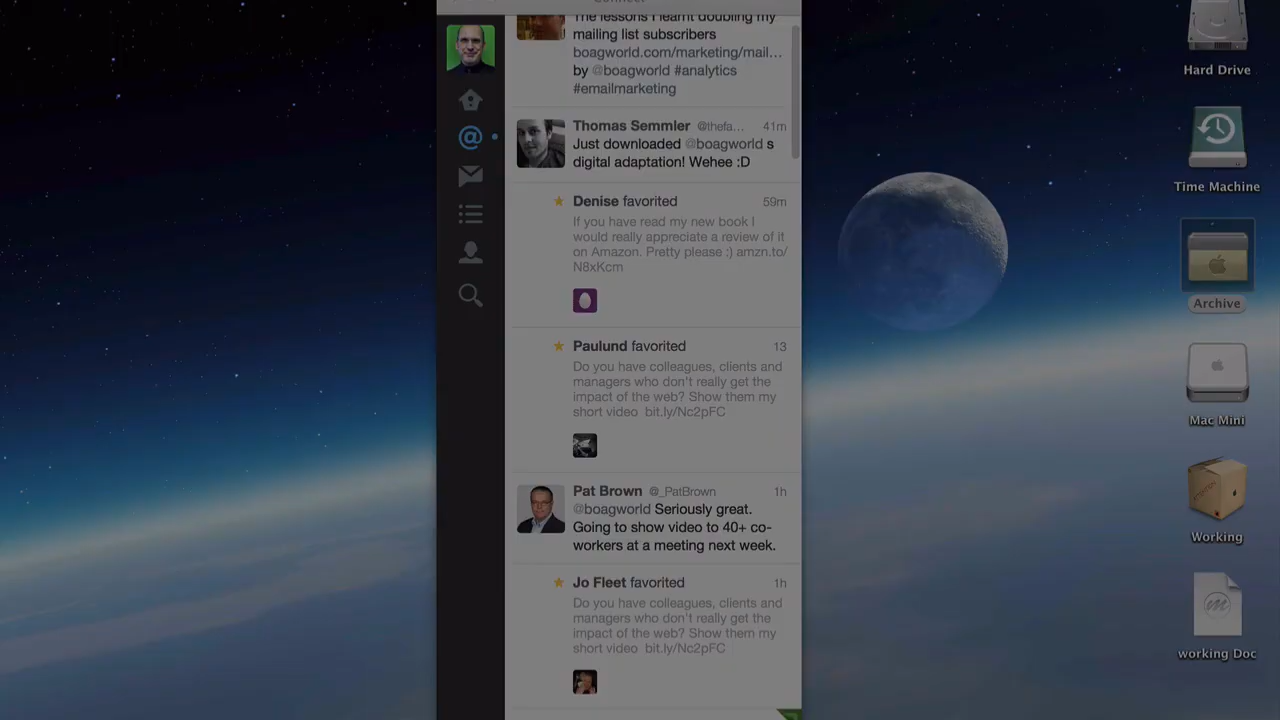 Connect
The lessons I learnt doubling my
mailing list subscribers
boagworld.com/marketing/mail...
by @boagworld #analytics
#emailmarketing
Thomas Semmler @thefa... 41m
Just downloaded @boagworld s
digital adaptation! Wehee :D
Denise favorited 59m
If you have read my new book I
would really appreciate a review of it
on Amazon. Pretty please :) amzn.to/
N8xKcm
Paulund favorited 13
Do you have colleagues, clients and
managers who don't really get the
impact of the web? Show them my
short video bit.ly/Nc2pFC
Pat Brown @_PatBrown 1h
@boagworld Seriously great.
Going to show video to 40+ co-
workers at a meeting next week.
Jo Fleet favorited 1h
Do you have colleagues, clients and
managers who don't really get the
impact of the web? Show them my
short video bit.ly/Nc2pFC
Hard Drive
Time Machine
Archive
Mac Mini
Working
working Doc